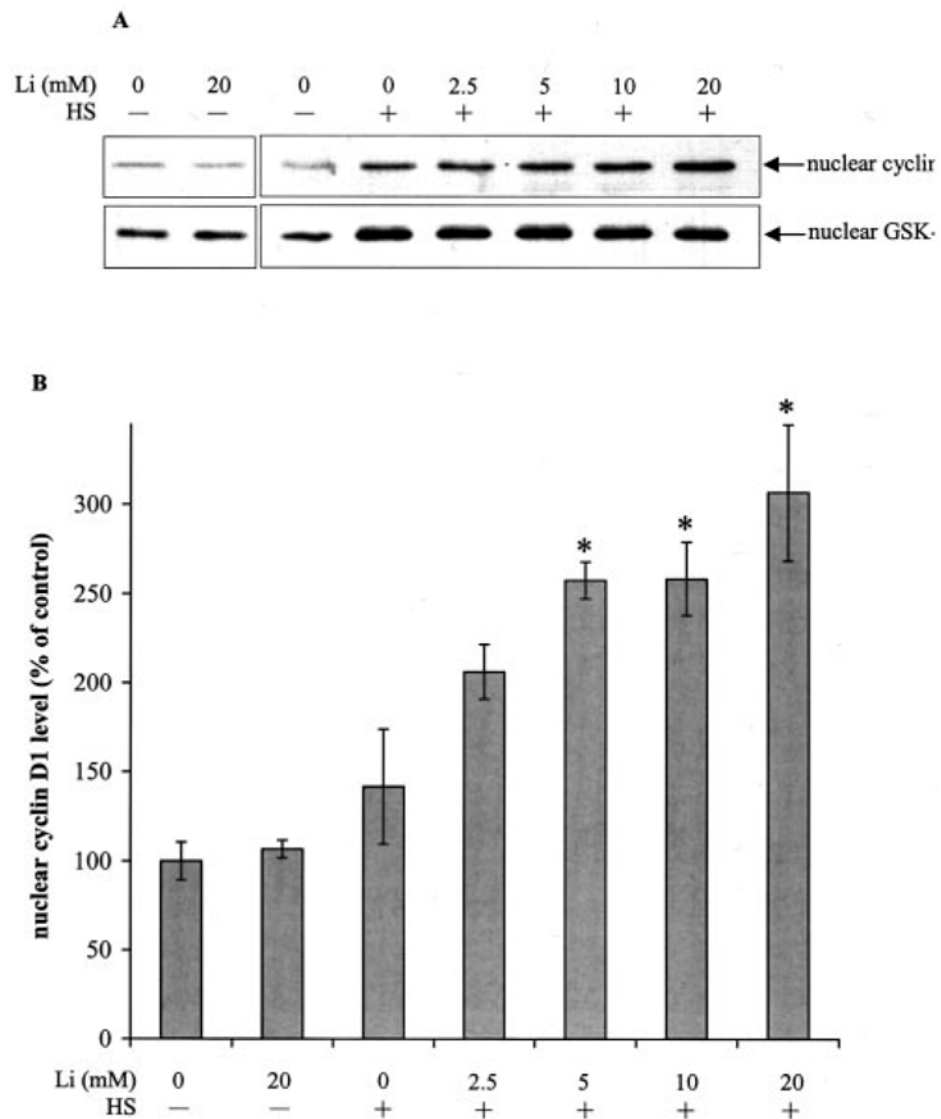 A
Li (mM) 0 20 0 0 2.5 5 10 20
HS — — — + + + + +
nuclear cyclin
nuclear GSK-
B
* * *
nuclear cyclin D1 level (% of control)
300
250
200
150
100
50
0
Li (mM) 0 20 0 2.5 5 10 20
HS — — + + + + +